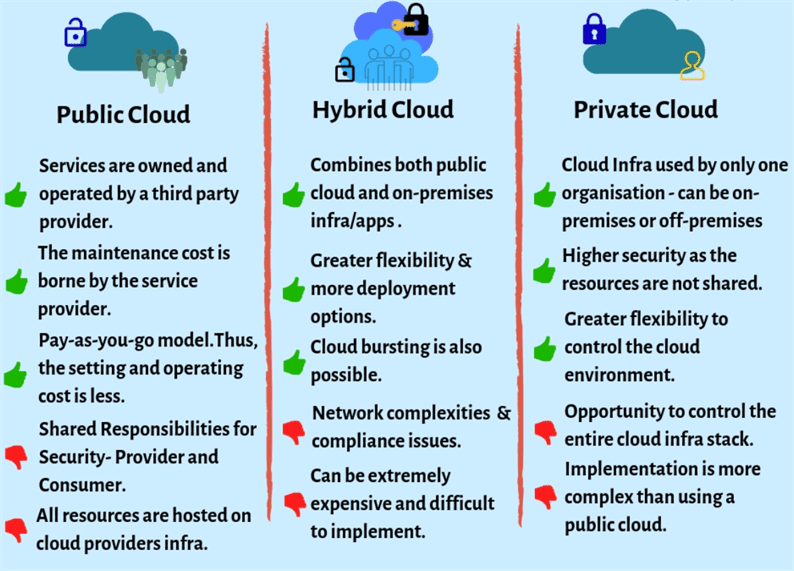 Public Cloud
Services are owned and
operated by a third party
provider.
The maintenance cost is
borne by the service
provider.
Pay-as-you-go model.Thus,
the setting and operating
cost is less.
Shared Responsibilities for
Security- Provider and
Consumer.
All resources are hosted on
cloud providers infra.
Hybrid Cloud
Combines both public
cloud and on-premises
infra/apps .
Greater flexibility &
more deployment
options.
Cloud bursting is also
possible.
Network complexities &
compliance issues.
Can be extremely
expensive and difficult
to implement.
Private Cloud
Cloud Infra used by only one
organisation - can be on-
premises or off-premises
Higher security as the
resources are not shared.
Greater flexibility to
control the cloud
environment.
Opportunity to control the
entire cloud infra stack.
Implementation is more
complex than using a
public cloud.